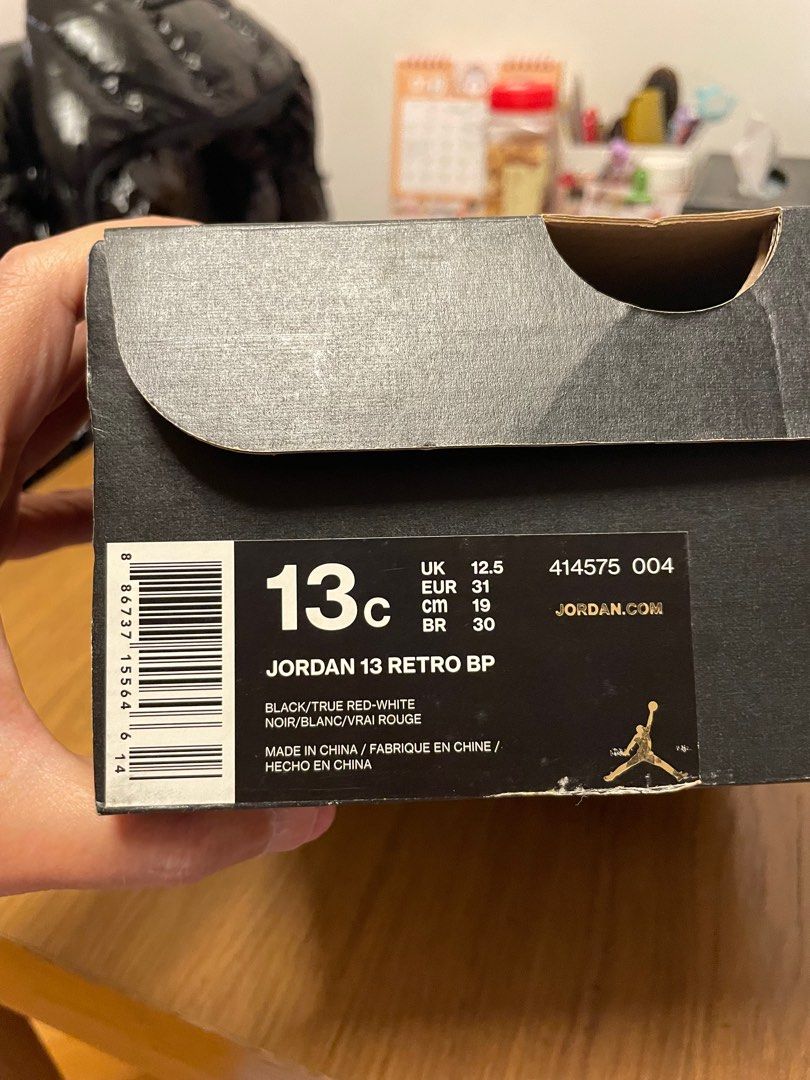 8 86737 15564 6 14
13c
UK 12.5
EUR 31
cm 19
BR 30
414575 004
JORDAN.COM
JORDAN 13 RETRO BP
BLACK/TRUE RED-WHITE
NOIR/BLANC/VRAI ROUGE
MADE IN CHINA / FABRIQUE EN CHINE /
HECHO EN CHINA